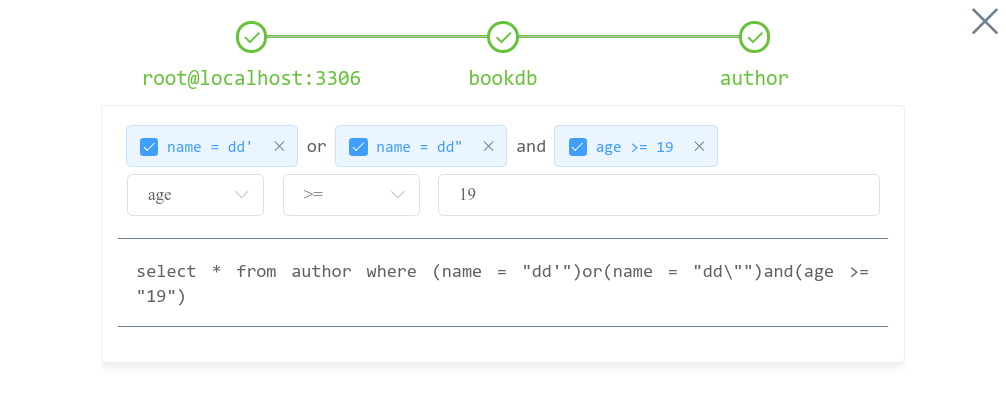 root@localhost:3306 bookdb author
name = dd' or name = dd" and age >= 19
age >= 19
select * from author where (name = "dd'")or(name = "dd\"")and(age >=
"19")